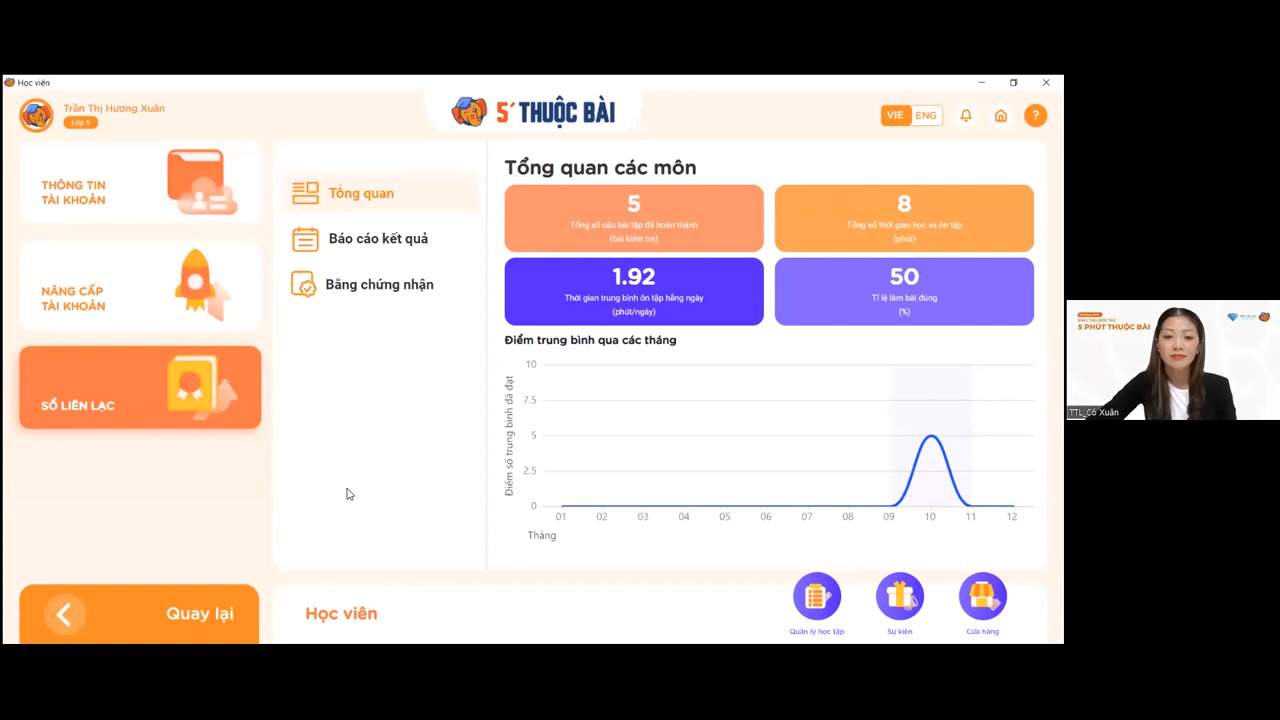 Học viên
Trần Thị Hương Xuân
Lớp 5
5' THUỘC BÀI
VIE ENG
?
THÔNG TIN
TÀI KHOẢN
NÂNG CẤP
TÀI KHOẢN
SỔ LIÊN LẠC
Tổng quan
Báo cáo kết quả
Bằng chứng nhận
Tổng quan các môn
5
Tổng số câu bài tập đã hoàn thành
(bài kiểm tra)
8
Tổng số thời gian học và ôn tập
(phút)
1.92
Thời gian trung bình ôn tập hằng ngày
(phút/ngày)
50
Tỉ lệ làm bài đúng
(%)
Điểm trung bình qua các tháng
Điểm số trung bình đã đạt
10
7.5
5
2.5
0
01 02 03 04 05 06 07 08 09 10 11 12
Tháng
Quay lại
Học viên
Quản lý học tập
Sự kiện
Cửa hàng
ĐÀO TẠO ĐỐI TÁC
5 PHÚT THUỘC BÀI
TTL_Cô Xuân